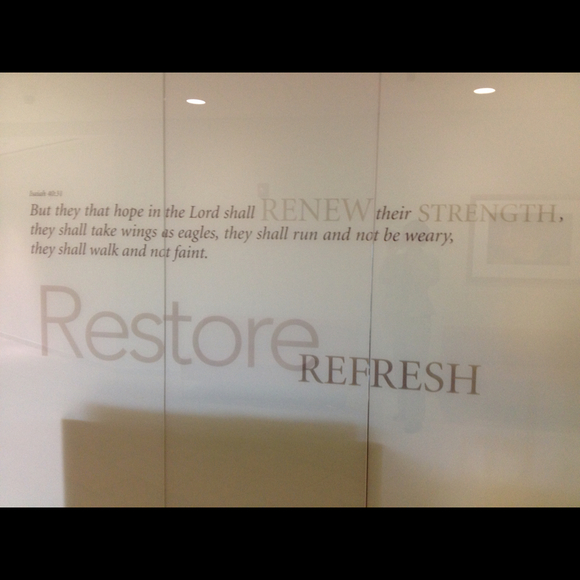 Isaiah 40:31
But they that hope in the Lord shall RENEW their STRENGTH,
they shall take wings as eagles, they shall run and not be weary,
they shall walk and not faint.
Restore
REFRESH